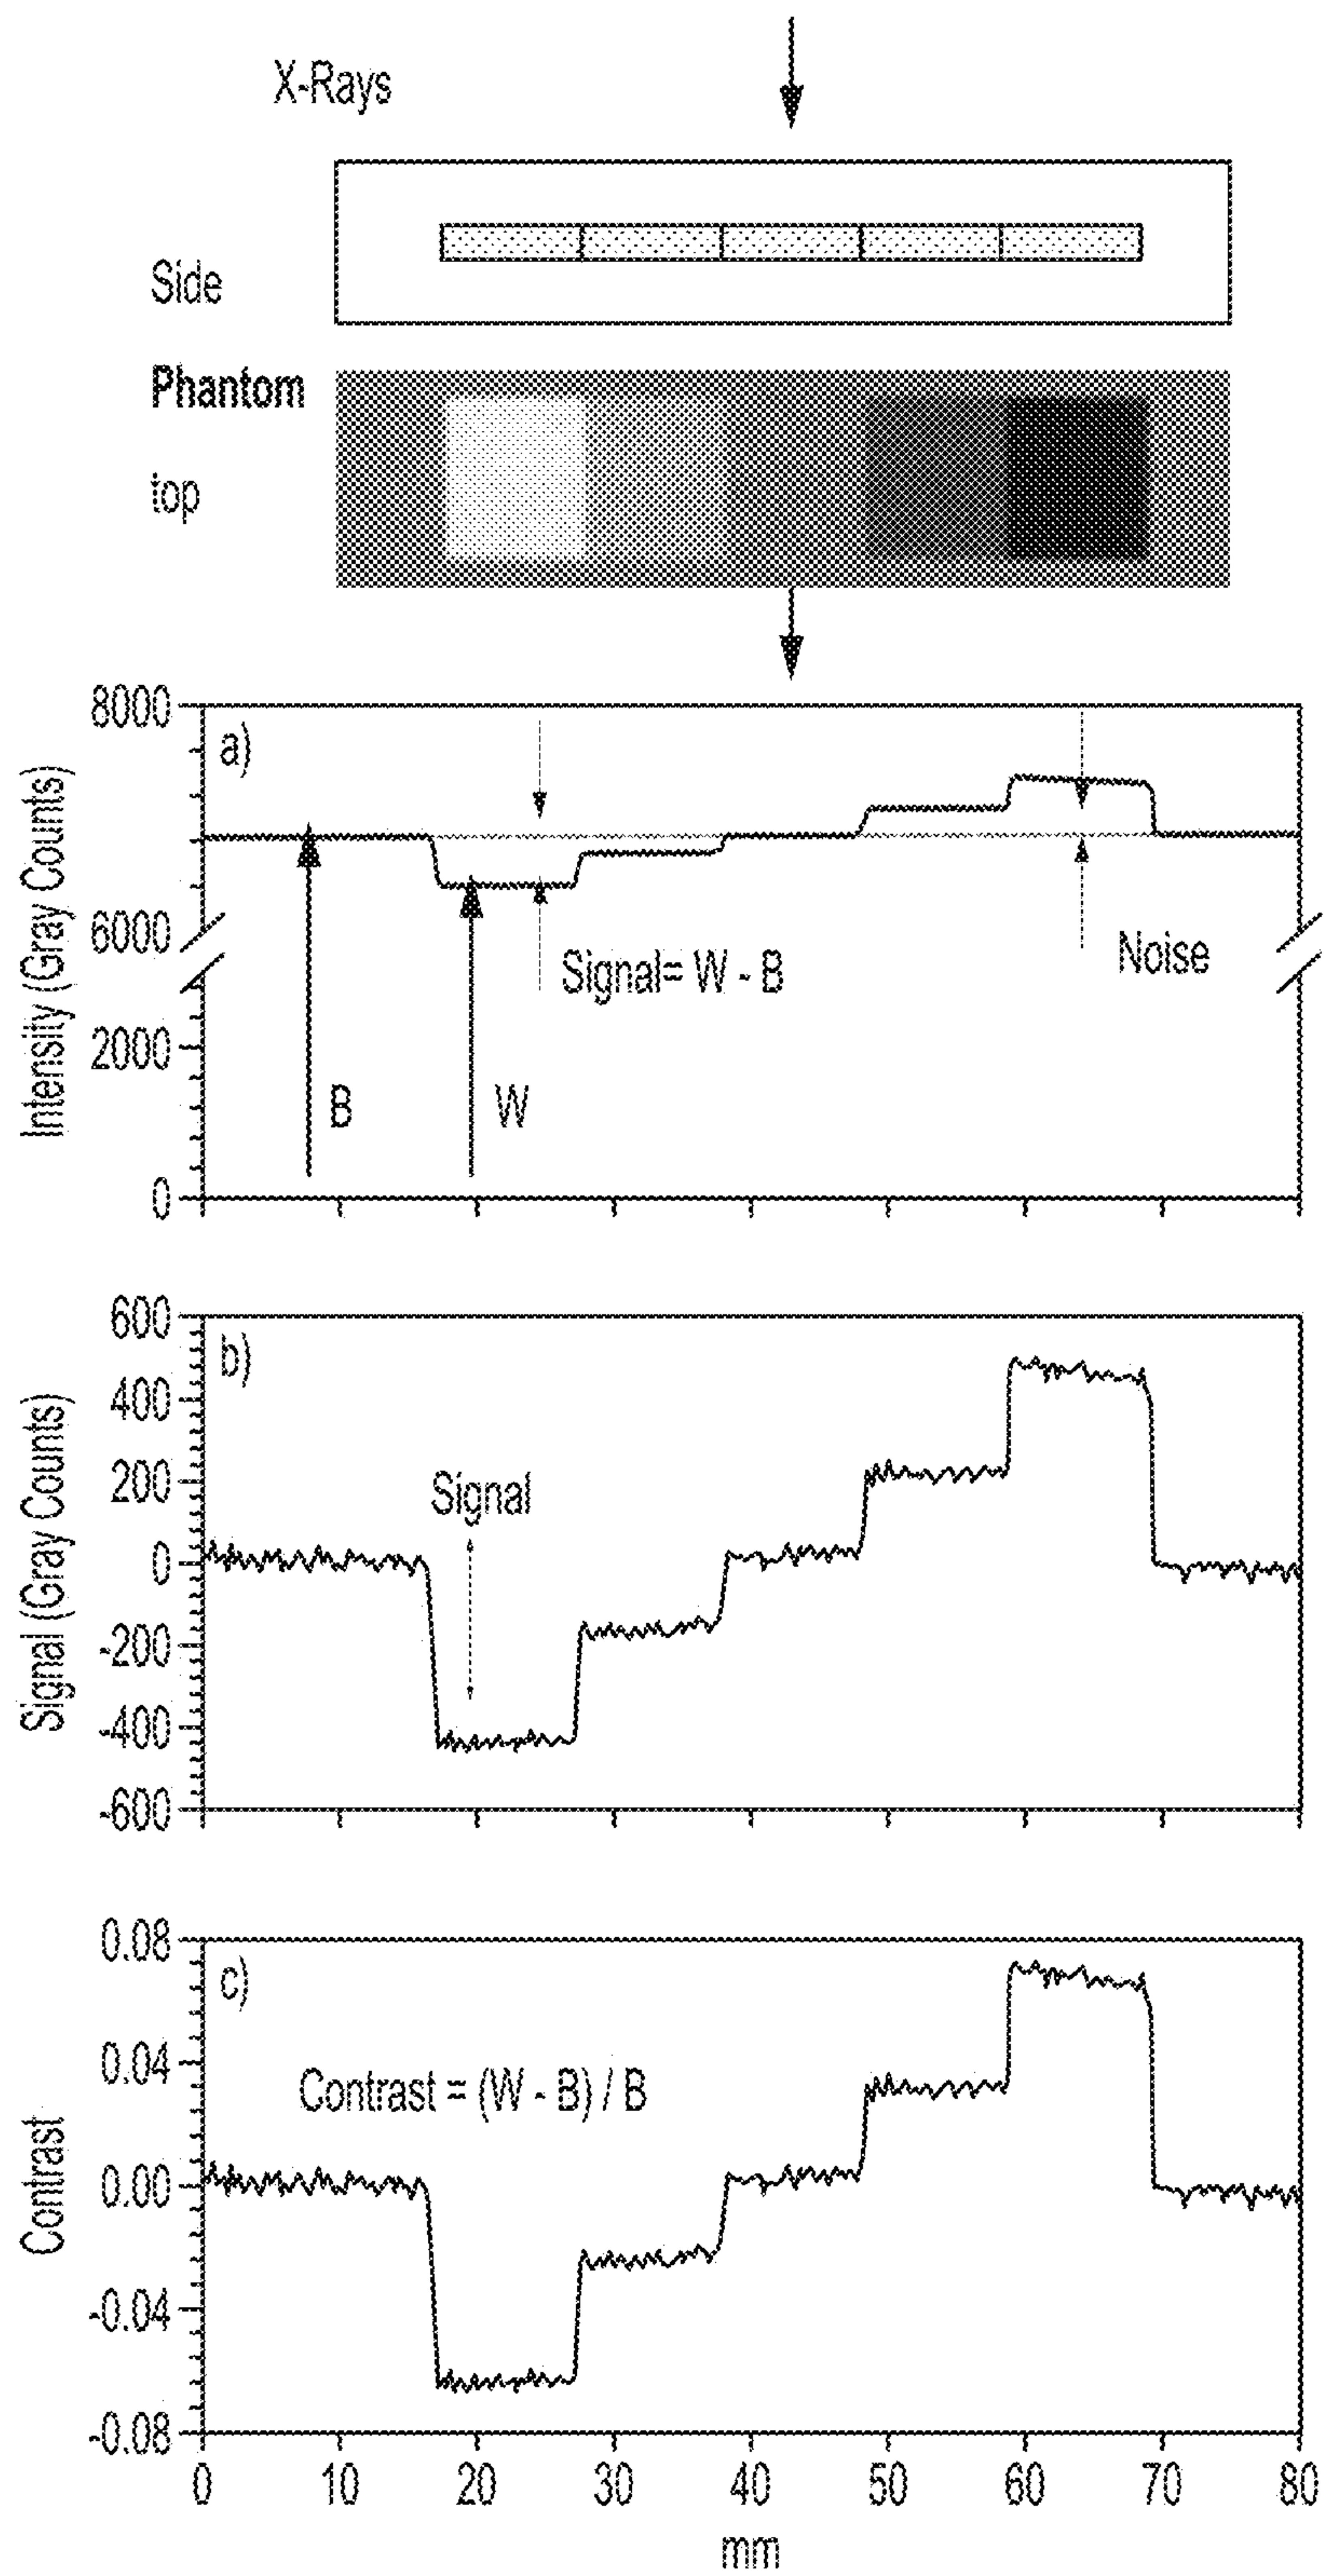 X-Rays
Side
Phantom
top
8000
a)
6000
Signal= W - B
Noise
2000
B
W
0
Intensity (Gray Counts)
600
b)
400
200
Signal
0
-200
-400
-600
Signal (Gray Counts)
0.08
c)
0.04
Contrast = (W - B) / B
0.00
-0.04
-0.08
Contrast
0 10 20 30 40 50 60 70 80
mm